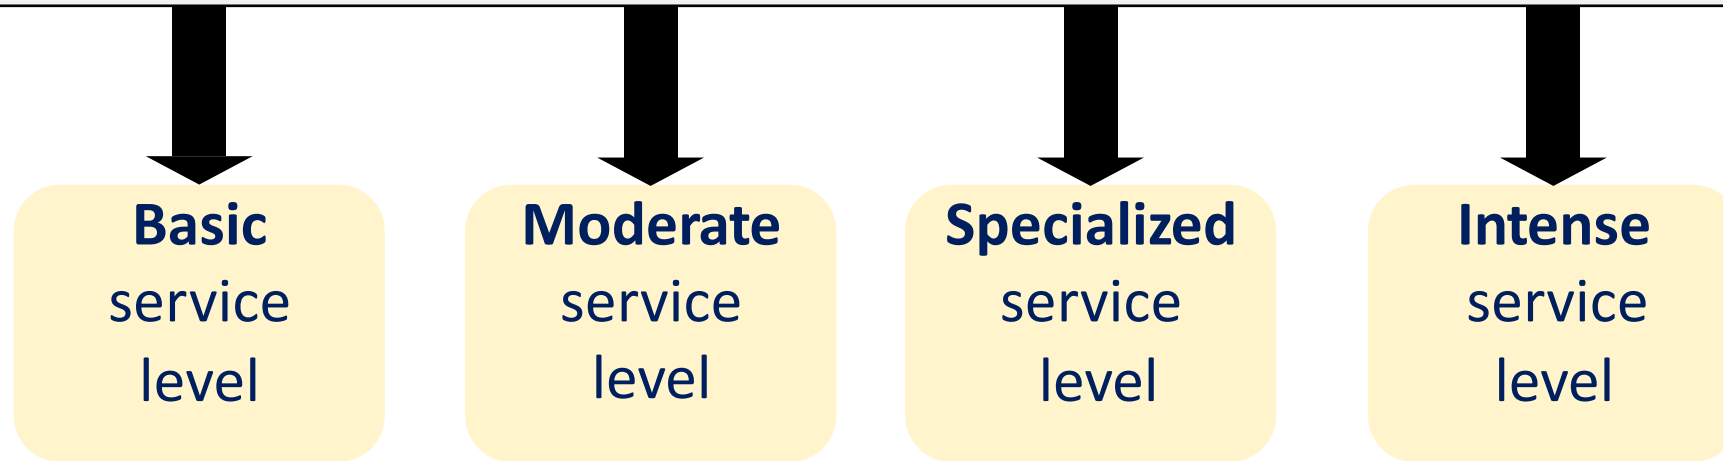 Basic
service
level
Moderate
service
level
Specialized
service
level
Intense
service
level